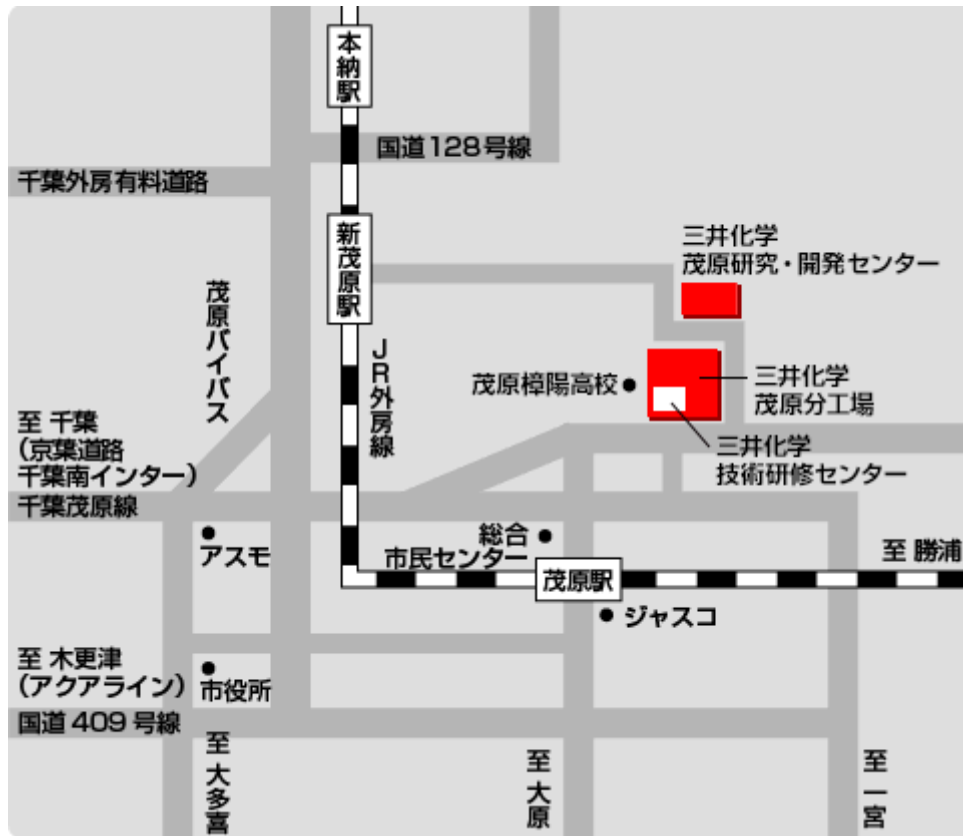 本納駅
国道128号線
千葉外房有料道路
新茂原駅
三井化学
茂原研究・開発センター
茂原バイパス
JR外房線
茂原樟陽高校
三井化学
茂原分工場
至 千葉
（京葉道路
千葉南インター）
三井化学
技術研修センター
千葉茂原線
アスモ
総合
市民センター
至 勝浦
茂原駅
ジャスコ
至 木更津
（アクアライン）
市役所
国道409号線
至 大多喜
至 大原
至 一宮